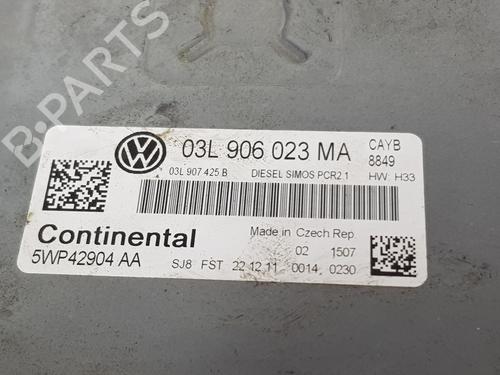 B-PARTS
VW
03L 906 023 MA
CAYB
8849
03L 907 425 B DIESEL SIMOS PCR2.1 HW: H33
Continental
5WP42904 AA
Made in Czech Rep.
02 1507
SJ8 FST 22.12.11 0014 0230